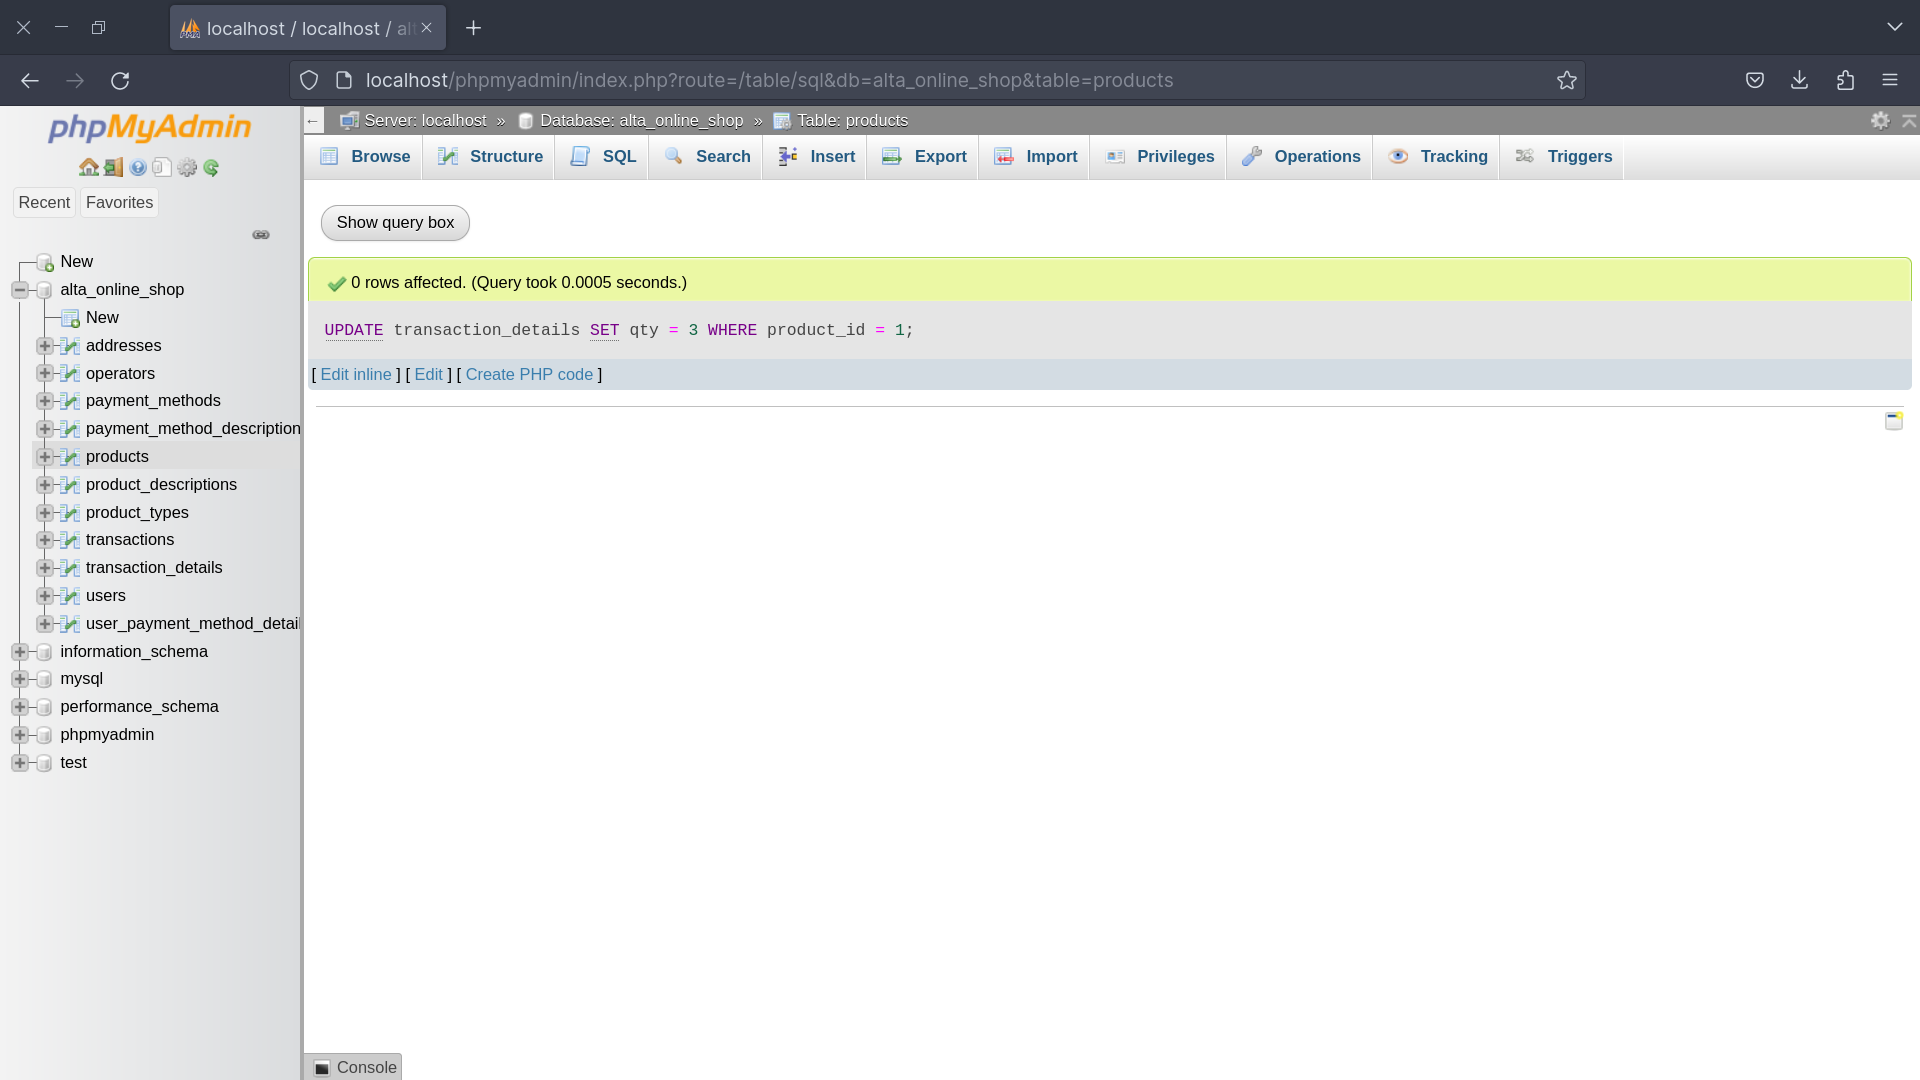 localhost / localhost / alt
localhost/phpmyadmin/index.php?route=/table/sql&db=alta_online_shop&table=products
phpMyAdmin
Recent Favorites
New
alta_online_shop
New
addresses
operators
payment_methods
payment_method_description
products
product_descriptions
product_types
transactions
transaction_details
users
user_payment_method_detai
information_schema
mysql
performance_schema
phpmyadmin
test
← Server: localhost » Database: alta_online_shop » Table: products
Browse Structure SQL Search Insert Export Import Privileges Operations Tracking Triggers
Show query box
0 rows affected. (Query took 0.0005 seconds.)
UPDATE transaction_details SET qty = 3 WHERE product_id = 1;
[ Edit inline ] [ Edit ] [ Create PHP code ]
Console